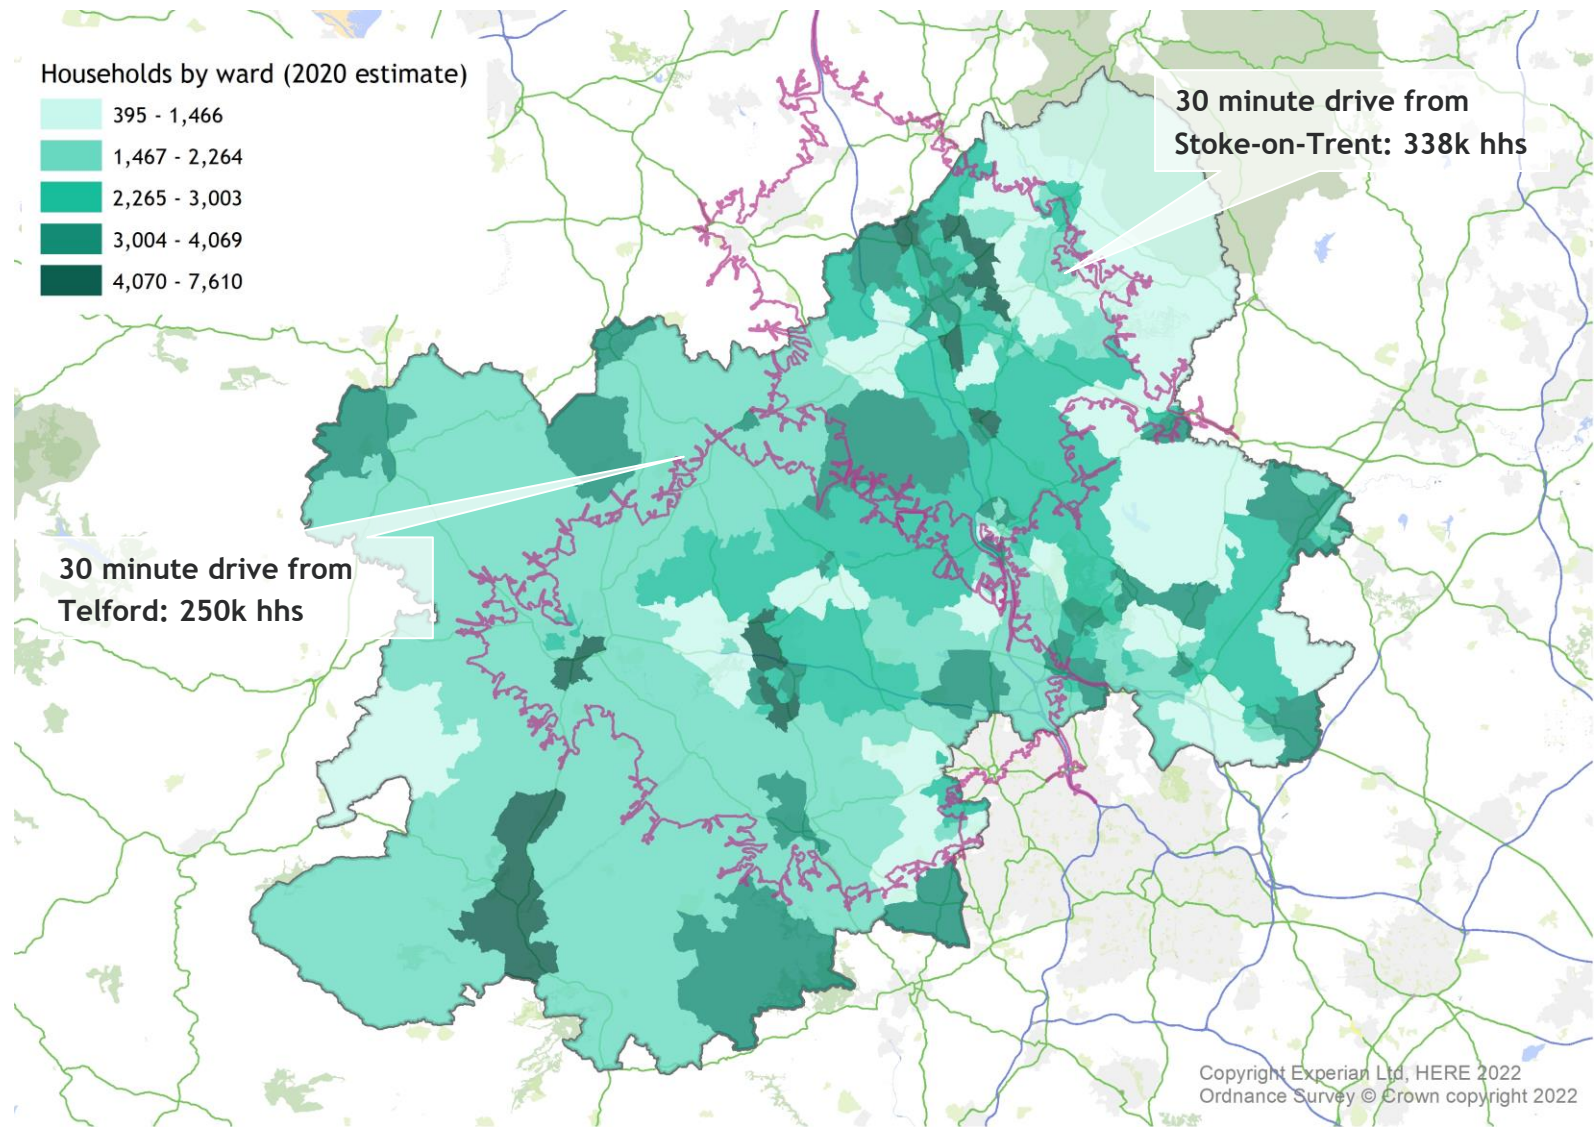 Households by ward (2020 estimate)
395 - 1,466
1,467 - 2,264
2,265 - 3,003
3,004 - 4,069
4,070 - 7,610
30 minute drive from
Stoke-on-Trent: 338k hhs
30 minute drive from
Telford: 250k hhs
Copyright Experian Ltd, HERE 2022
Ordnance Survey © Crown copyright 2022